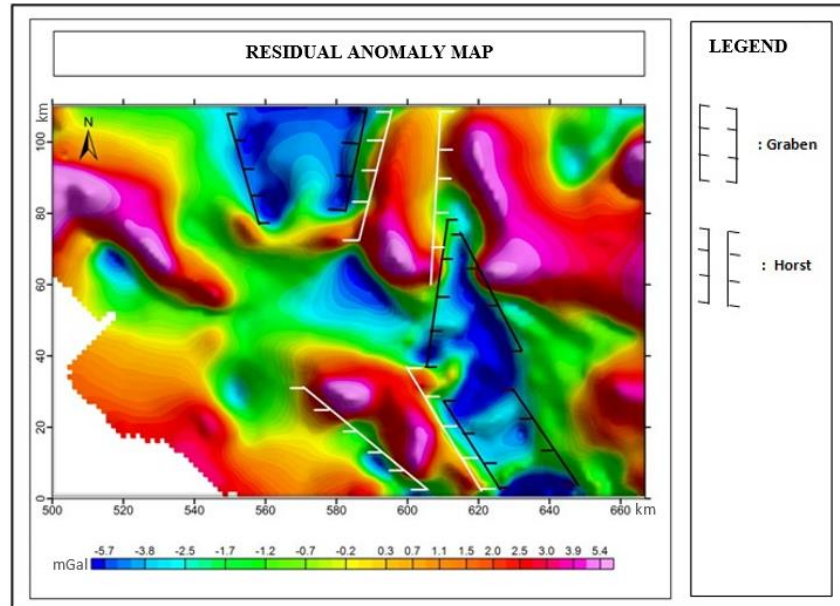 RESIDUAL ANOMALY MAP
LEGEND
: Graben
: Horst
N
km
100
80
60
40
20
0
500 520 540 560 580 600 620 640 660 km
-5.7 -3.8 -2.5 -1.7 -1.2 -0.7 -0.2 0.3 0.7 1.1 1.5 2.0 2.5 3.0 3.9 5.4
mGal